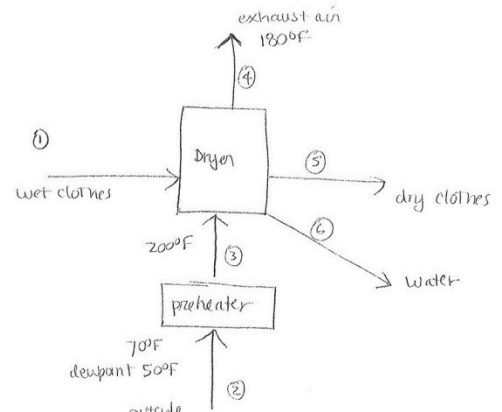 exhaust air
180°F
④
①
Dryer
⑤
wet clothes
dry clothes
200°F
③
⑥
water
preheater
70°F
dewpant 50°F
②
outside